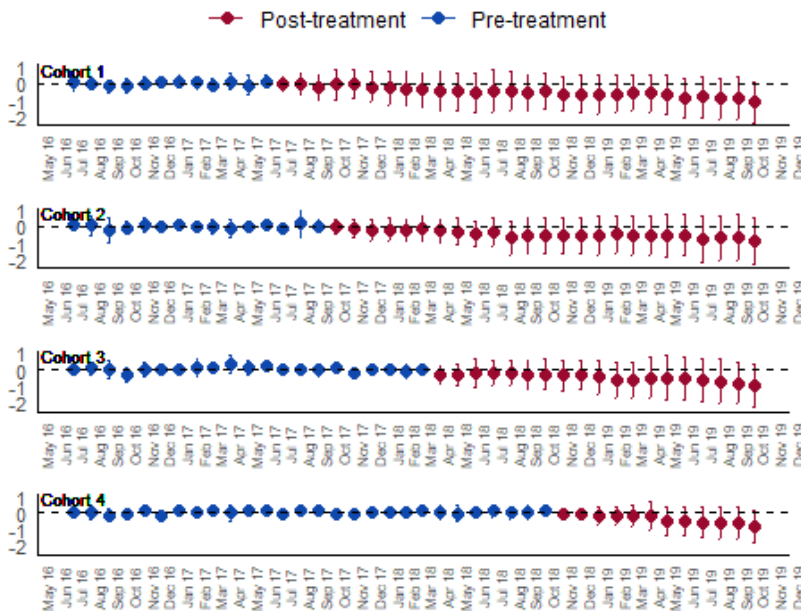 Post-treatment Pre-treatment
Cohort 1
1
0
-1
-2
May 16 Jun 16 Jul 16 Aug 16 Sep 16 Oct 16 Nov 16 Dec 16 Jan 17 Feb 17 Mar 17 Apr 17 May 17 Jun 17 Jul 17 Aug 17 Sep 17 Oct 17 Nov 17 Dec 17 Jan 18 Feb 18 Mar 18 Apr 18 May 18 Jun 18 Jul 18 Aug 18 Sep 18 Oct 18 Nov 18 Dec 18 Jan 19 Feb 19 Mar 19 Apr 19 May 19 Jun 19 Jul 19 Aug 19 Sep 19 Oct 19 Nov 19 Dec 19
Cohort 2
1
0
-1
-2
May 16 Jun 16 Jul 16 Aug 16 Sep 16 Oct 16 Nov 16 Dec 16 Jan 17 Feb 17 Mar 17 Apr 17 May 17 Jun 17 Jul 17 Aug 17 Sep 17 Oct 17 Nov 17 Dec 17 Jan 18 Feb 18 Mar 18 Apr 18 May 18 Jun 18 Jul 18 Aug 18 Sep 18 Oct 18 Nov 18 Dec 18 Jan 19 Feb 19 Mar 19 Apr 19 May 19 Jun 19 Jul 19 Aug 19 Sep 19 Oct 19 Nov 19 Dec 19
Cohort 3
1
0
-1
-2
May 16 Jun 16 Jul 16 Aug 16 Sep 16 Oct 16 Nov 16 Dec 16 Jan 17 Feb 17 Mar 17 Apr 17 May 17 Jun 17 Jul 17 Aug 17 Sep 17 Oct 17 Nov 17 Dec 17 Jan 18 Feb 18 Mar 18 Apr 18 May 18 Jun 18 Jul 18 Aug 18 Sep 18 Oct 18 Nov 18 Dec 18 Jan 19 Feb 19 Mar 19 Apr 19 May 19 Jun 19 Jul 19 Aug 19 Sep 19 Oct 19 Nov 19 Dec 19
Cohort 4
1
0
-1
-2
May 16 Jun 16 Jul 16 Aug 16 Sep 16 Oct 16 Nov 16 Dec 16 Jan 17 Feb 17 Mar 17 Apr 17 May 17 Jun 17 Jul 17 Aug 17 Sep 17 Oct 17 Nov 17 Dec 17 Jan 18 Feb 18 Mar 18 Apr 18 May 18 Jun 18 Jul 18 Aug 18 Sep 18 Oct 18 Nov 18 Dec 18 Jan 19 Feb 19 Mar 19 Apr 19 May 19 Jun 19 Jul 19 Aug 19 Sep 19 Oct 19 Nov 19 Dec 19